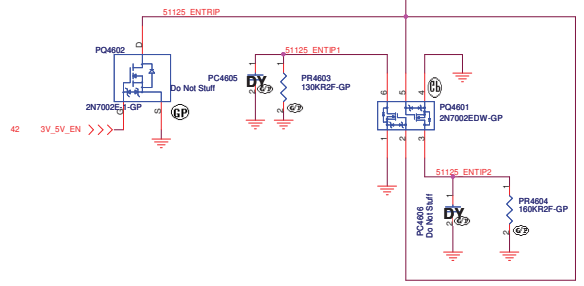 51125_ENTRIP
PQ4602
D
Do Not Stuff
2N7002E-1-GP
G
S
GP
42 3V_5V_EN
51125_ENTIP1
PC4605
1
2
DY
1
2
PR4603
130KR2F-GP
6
5
4
PQ4601
2N7002EDW-GP
1
2
3
51125_ENTIP2
PC4606
Do Not Stuff
1
2
DY
1
2
PR4604
160KR2F-GP